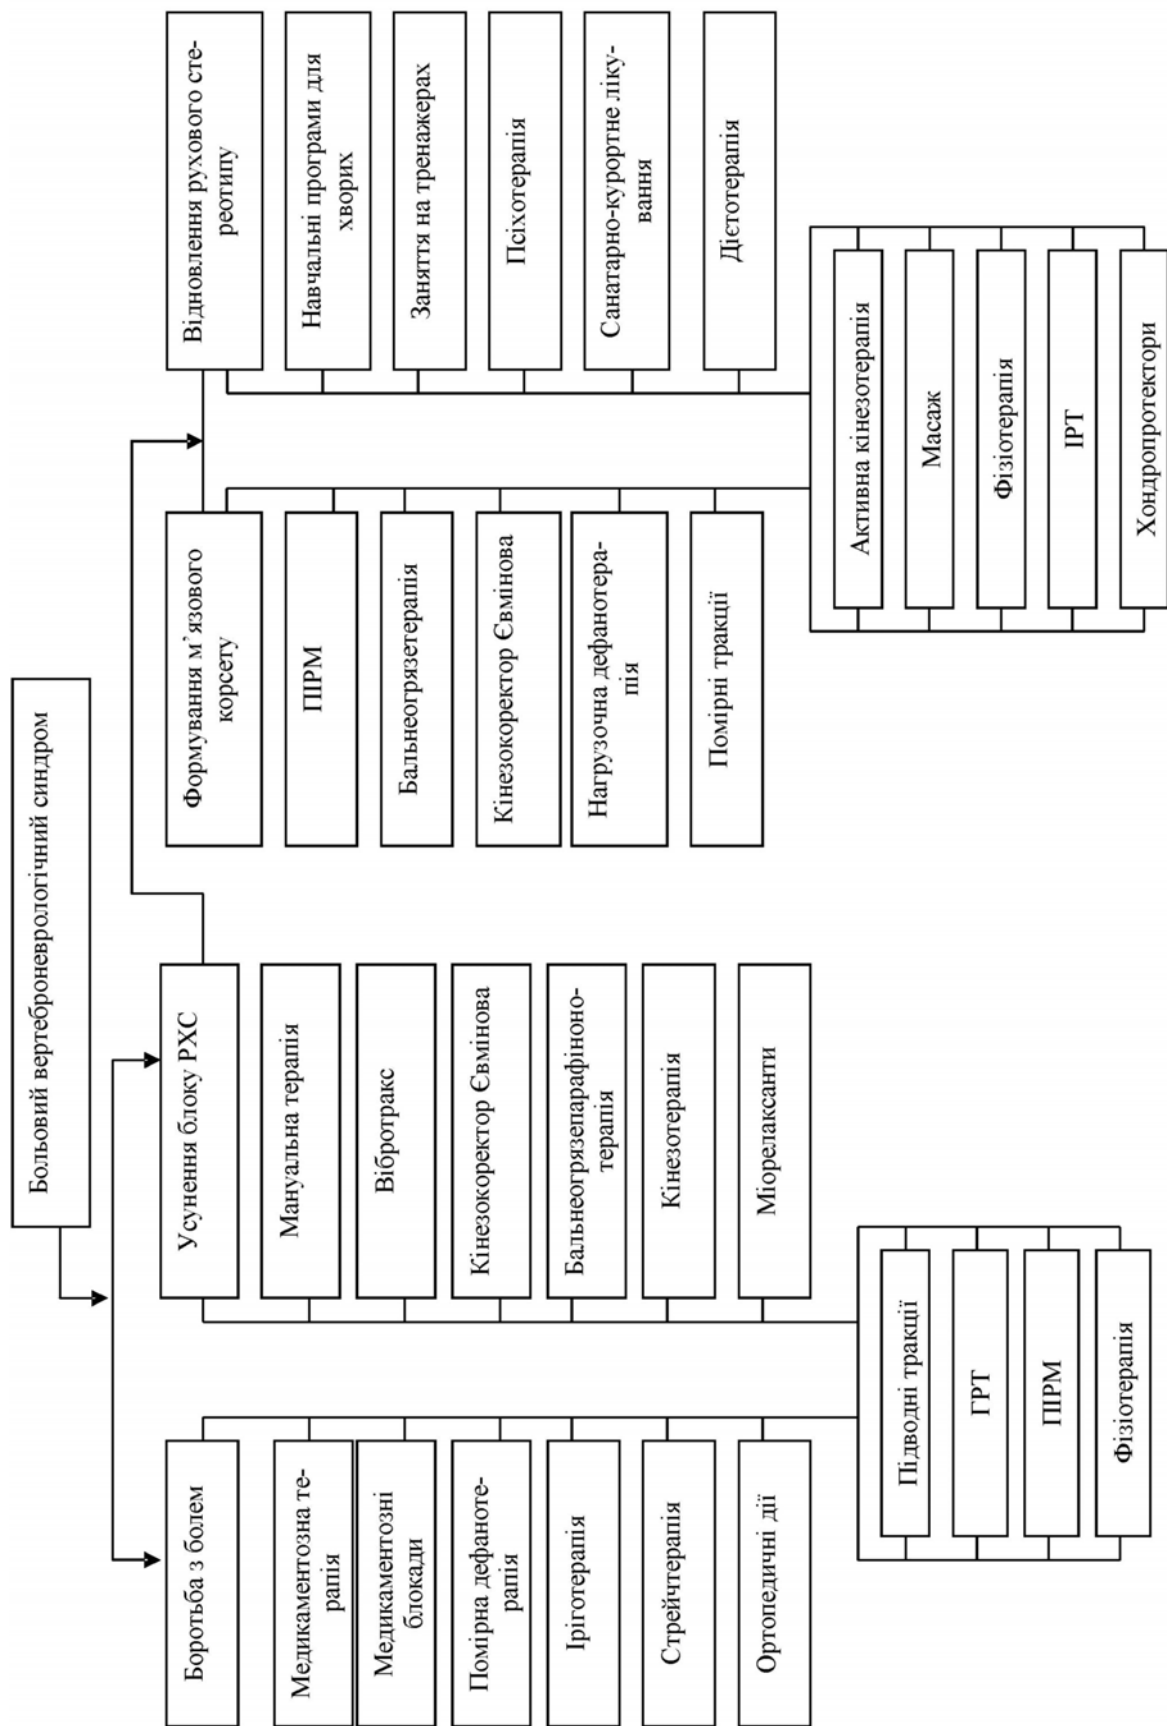 Больовий вертеброневрологічний синдром
Боротьба з болем
Медикаментозна те-
рапія
Медикаментозні
блокади
Помірна дефаноте-
рапія
Іріготерапія
Стрейчтерапія
Ортопедичні дії
Усунення блоку РХС
Мануальна терапія
Вібротракс
Кінезокоректор Євмінова
Бальнеогрязепарафіноно-
терапія
Кінезотерапія
Міорелаксанти
Підводні тракції
ГРТ
ПІРМ
Фізіотерапія
Формування м`язового
корсету
ПІРМ
Бальнеогрязетерапія
Кінезокоректор Євмінова
Нагрузочна дефанотера-
пія
Помірні тракції
Відновлення рухового сте-
реотипу
Навчальні програми для
хворих
Заняття на тренажерах
Псіхотерапія
Санатарно-курортне ліку-
вання
Дієтотерапія
Активна кінезотерапія
Масаж
Фізіотерапія
ІРТ
Хондропротектори